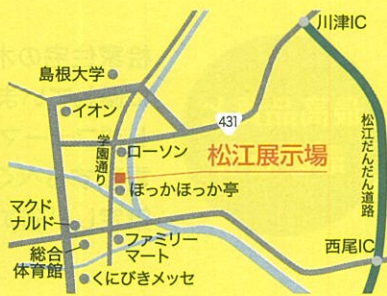 川津IC
島根大学
イオン
431
学園通り
ローソン
松江展示場
松江だんだん道路
ほっかほっか亭
マクド
ナルド
総合
体育館
ファミリー
マート
西尾IC
くにびきメッセ